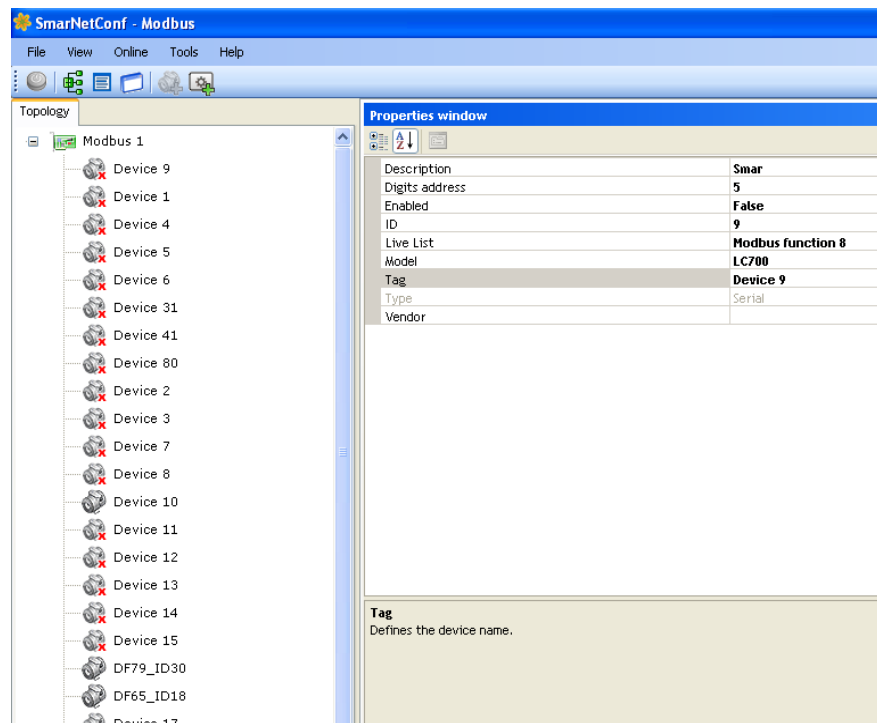 SmarNetConf - Modbus
File View Online Tools Help
Topology
Modbus 1
Device 9
Device 1
Device 4
Device 5
Device 6
Device 31
Device 41
Device 80
Device 2
Device 3
Device 7
Device 8
Device 10
Device 11
Device 12
Device 13
Device 14
Device 15
DF79_ID30
DF65_ID18
Device 17
Properties window
Description Smar
Digits address 5
Enabled False
ID 9
Live List Modbus function 8
Model LC700
Tag Device 9
Type Serial
Vendor
Tag
Defines the device name.